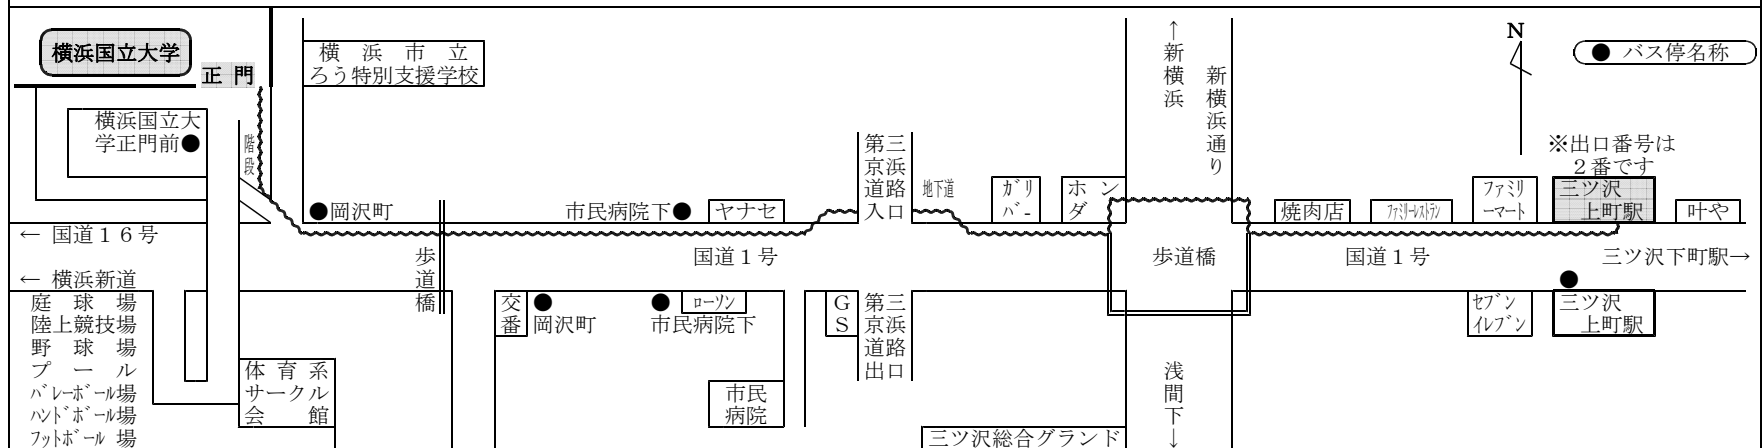 横浜国立大学
正門
横浜市立
ろう特別支援学校
横浜国立大
学正門前●
階段
●岡沢町
市民病院下●
ヤナセ
第三
京浜
道路
入口
地下道
ｶﾞﾘ
ﾊﾞｰ
ホン
ダ
↑新横浜
新横浜通り
N
● バス停名称
※出口番号は
２番です
焼肉店
ﾌｧﾐﾘｰﾚｽﾄﾗﾝ
ﾌｧﾐﾘ
ｰﾏｰﾄ
三ツ沢
上町駅
叶や
← 国道１６号
← 横浜新道
歩道橋
国道１号
歩道橋
国道１号
三ツ沢下町駅→
庭球場
陸上競技場
野球場
プール
ﾊﾞﾚｰﾎﾞｰﾙ場
ﾊﾝﾄﾞﾎﾞｰﾙ場
ﾌｯﾄﾎﾞｰﾙ 場
体育系
サークル
会館
交番
●
岡沢町
●
ﾛｰｿﾝ
市民病院下
市民
病院
GS
第三
京浜
道路
出口
浅間下↓
三ツ沢総合グランド
ｾﾌﾞﾝ
ｲﾚﾌﾞﾝ
●
三ツ沢
上町駅